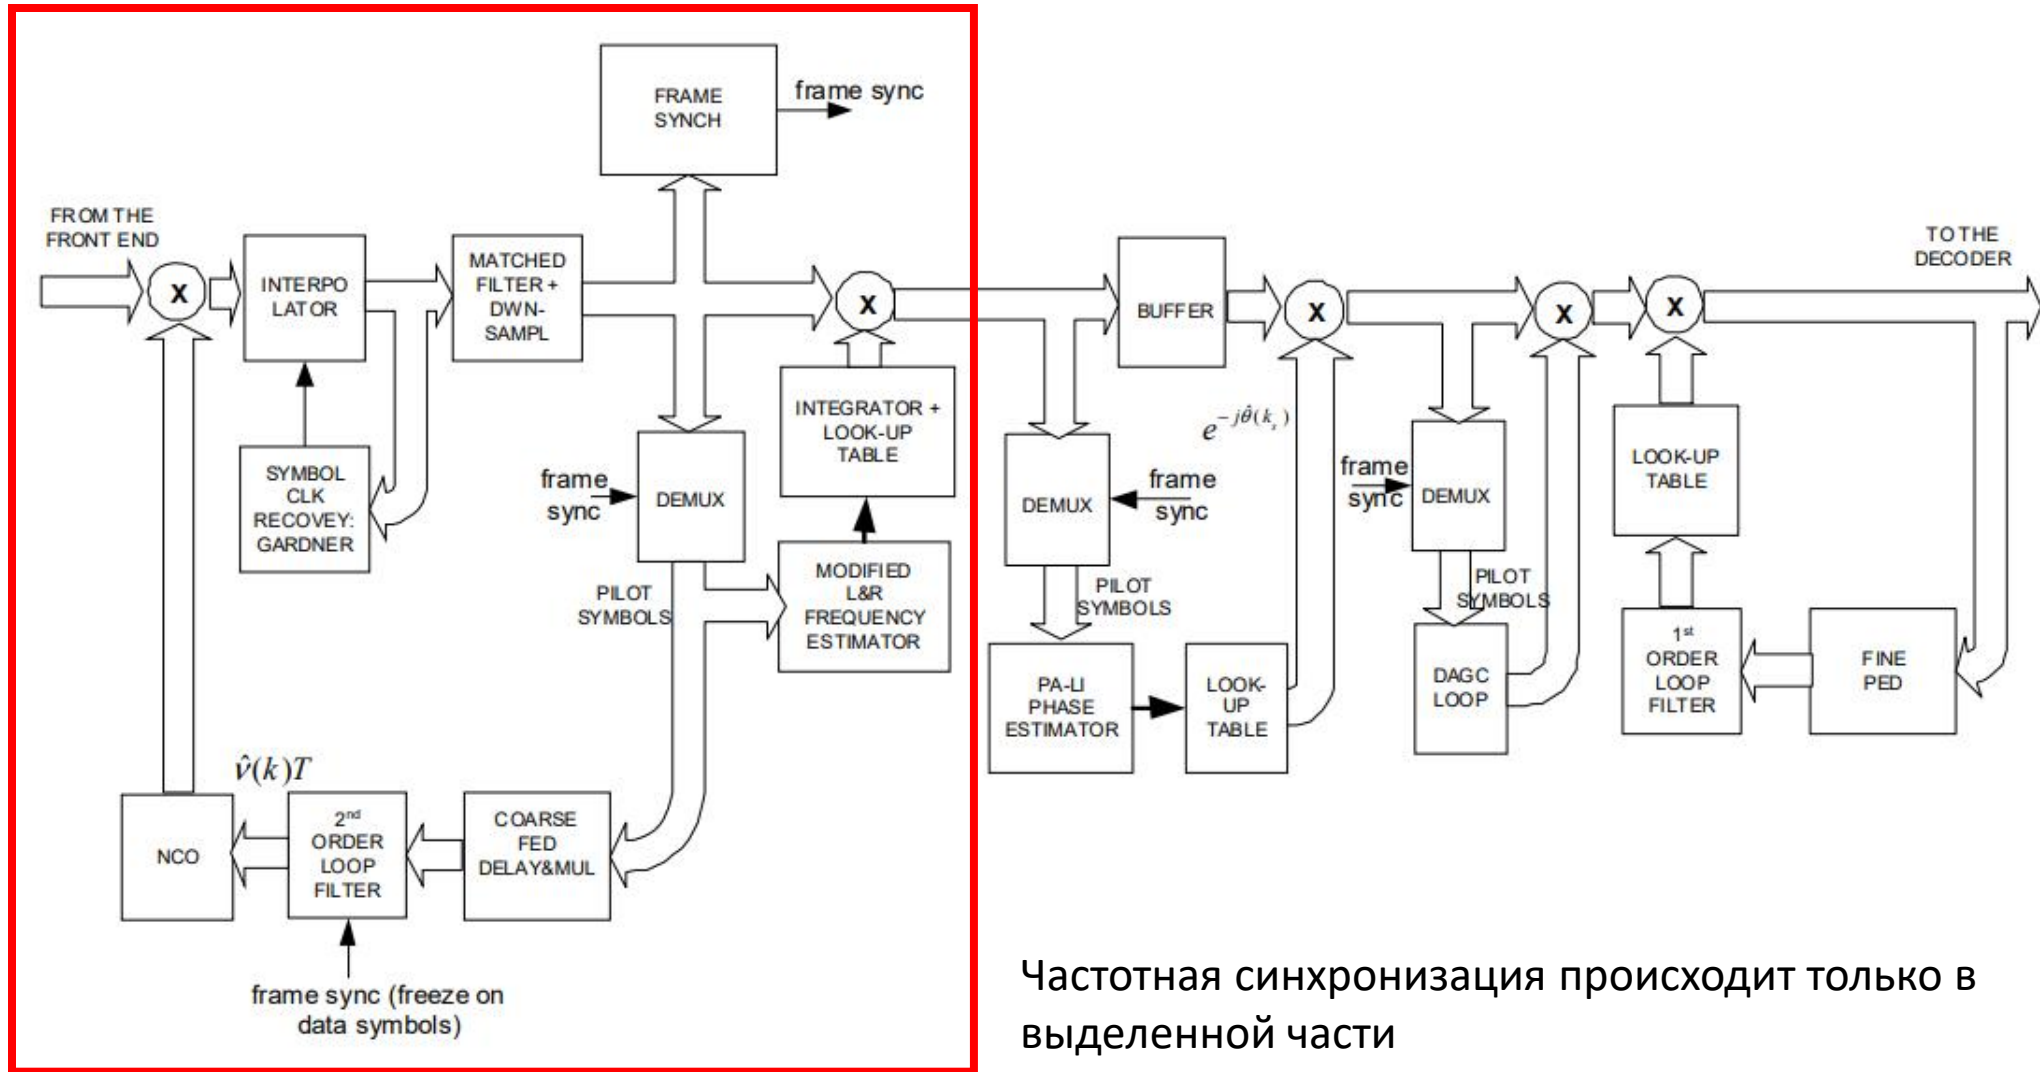 FRAME
SYNCH
frame sync
FROM THE
FRONT END
X
INTERPO
LATOR
MATCHED
FILTER +
DWN-
SAMPL
X
SYMBOL
CLK
RECOVEY:
GARDNER
frame
sync
DEMUX
INTEGRATOR +
LOOK-UP
TABLE
PILOT
SYMBOLS
MODIFIED
L&R
FREQUENCY
ESTIMATOR
ν̂(k)T
NCO
2nd
ORDER
LOOP
FILTER
COARSE
FED
DELAY&MUL
frame sync (freeze on
data symbols)
BUFFER
X
X
X
TO THE
DECODER
e^{-jθ̂(k_s)}
DEMUX
frame
sync
frame
sync
DEMUX
LOOK-UP
TABLE
PILOT
SYMBOLS
PILOT
SYMBOLS
PA-LI
PHASE
ESTIMATOR
LOOK-
UP
TABLE
DAGC
LOOP
1st
ORDER
LOOP
FILTER
FINE
PED
Частотная синхронизация происходит только в
выделенной части